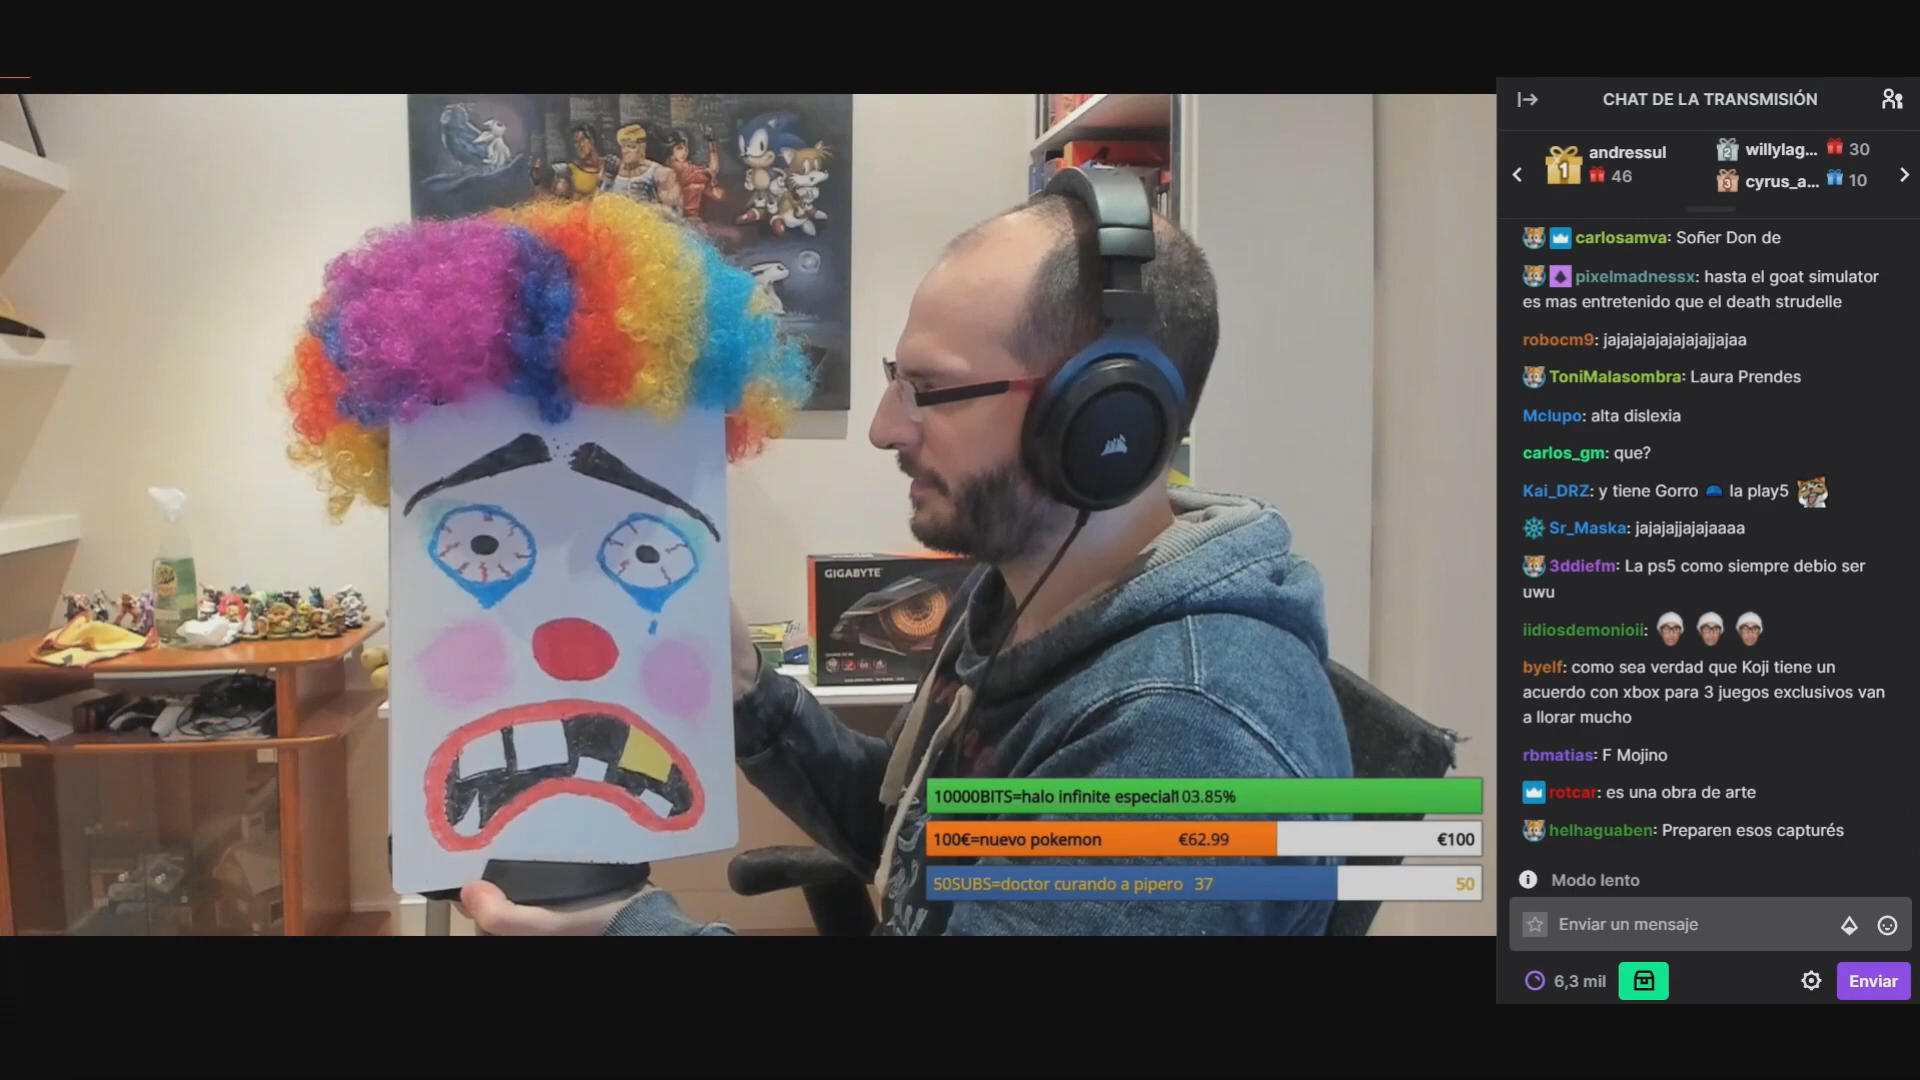 CHAT DE LA TRANSMISIÓN
1 andressul 46
2 willylag... 30
3 cyrus_a... 10
carlosamva: Soñer Don de
pixelmadnessx: hasta el goat simulator
es mas entretenido que el death strudelle
robocm9: jajajajajajajajjajaa
ToniMalasombra: Laura Prendes
Mclupo: alta dislexia
carlos_gm: que?
Kai_DRZ: y tiene Gorro la play5
Sr_Maska: jajajajjajajaaaa
3ddiefm: La ps5 como siempre debio ser
uwu
iidiosdemonioii:
byelf: como sea verdad que Koji tiene un
acuerdo con xbox para 3 juegos exclusivos van
a llorar mucho
rbmatias: F Mojino
rotcar: es una obra de arte
helhaguaben: Preparen esos capturés
Modo lento
Enviar un mensaje
6,3 mil
Enviar
GIGABYTE
10000BITS=halo infinite especial103.85%
100€=nuevo pokemon €62.99 €100
50SUBS=doctor curando a pipero 37 50